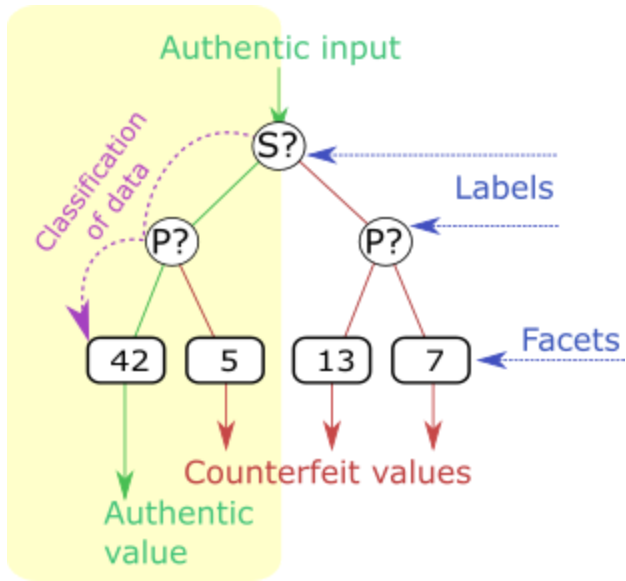 Authentic input
S?
Classification
of data
Labels
P?
P?
42
5
13
7
Facets
Counterfeit values
Authentic
value